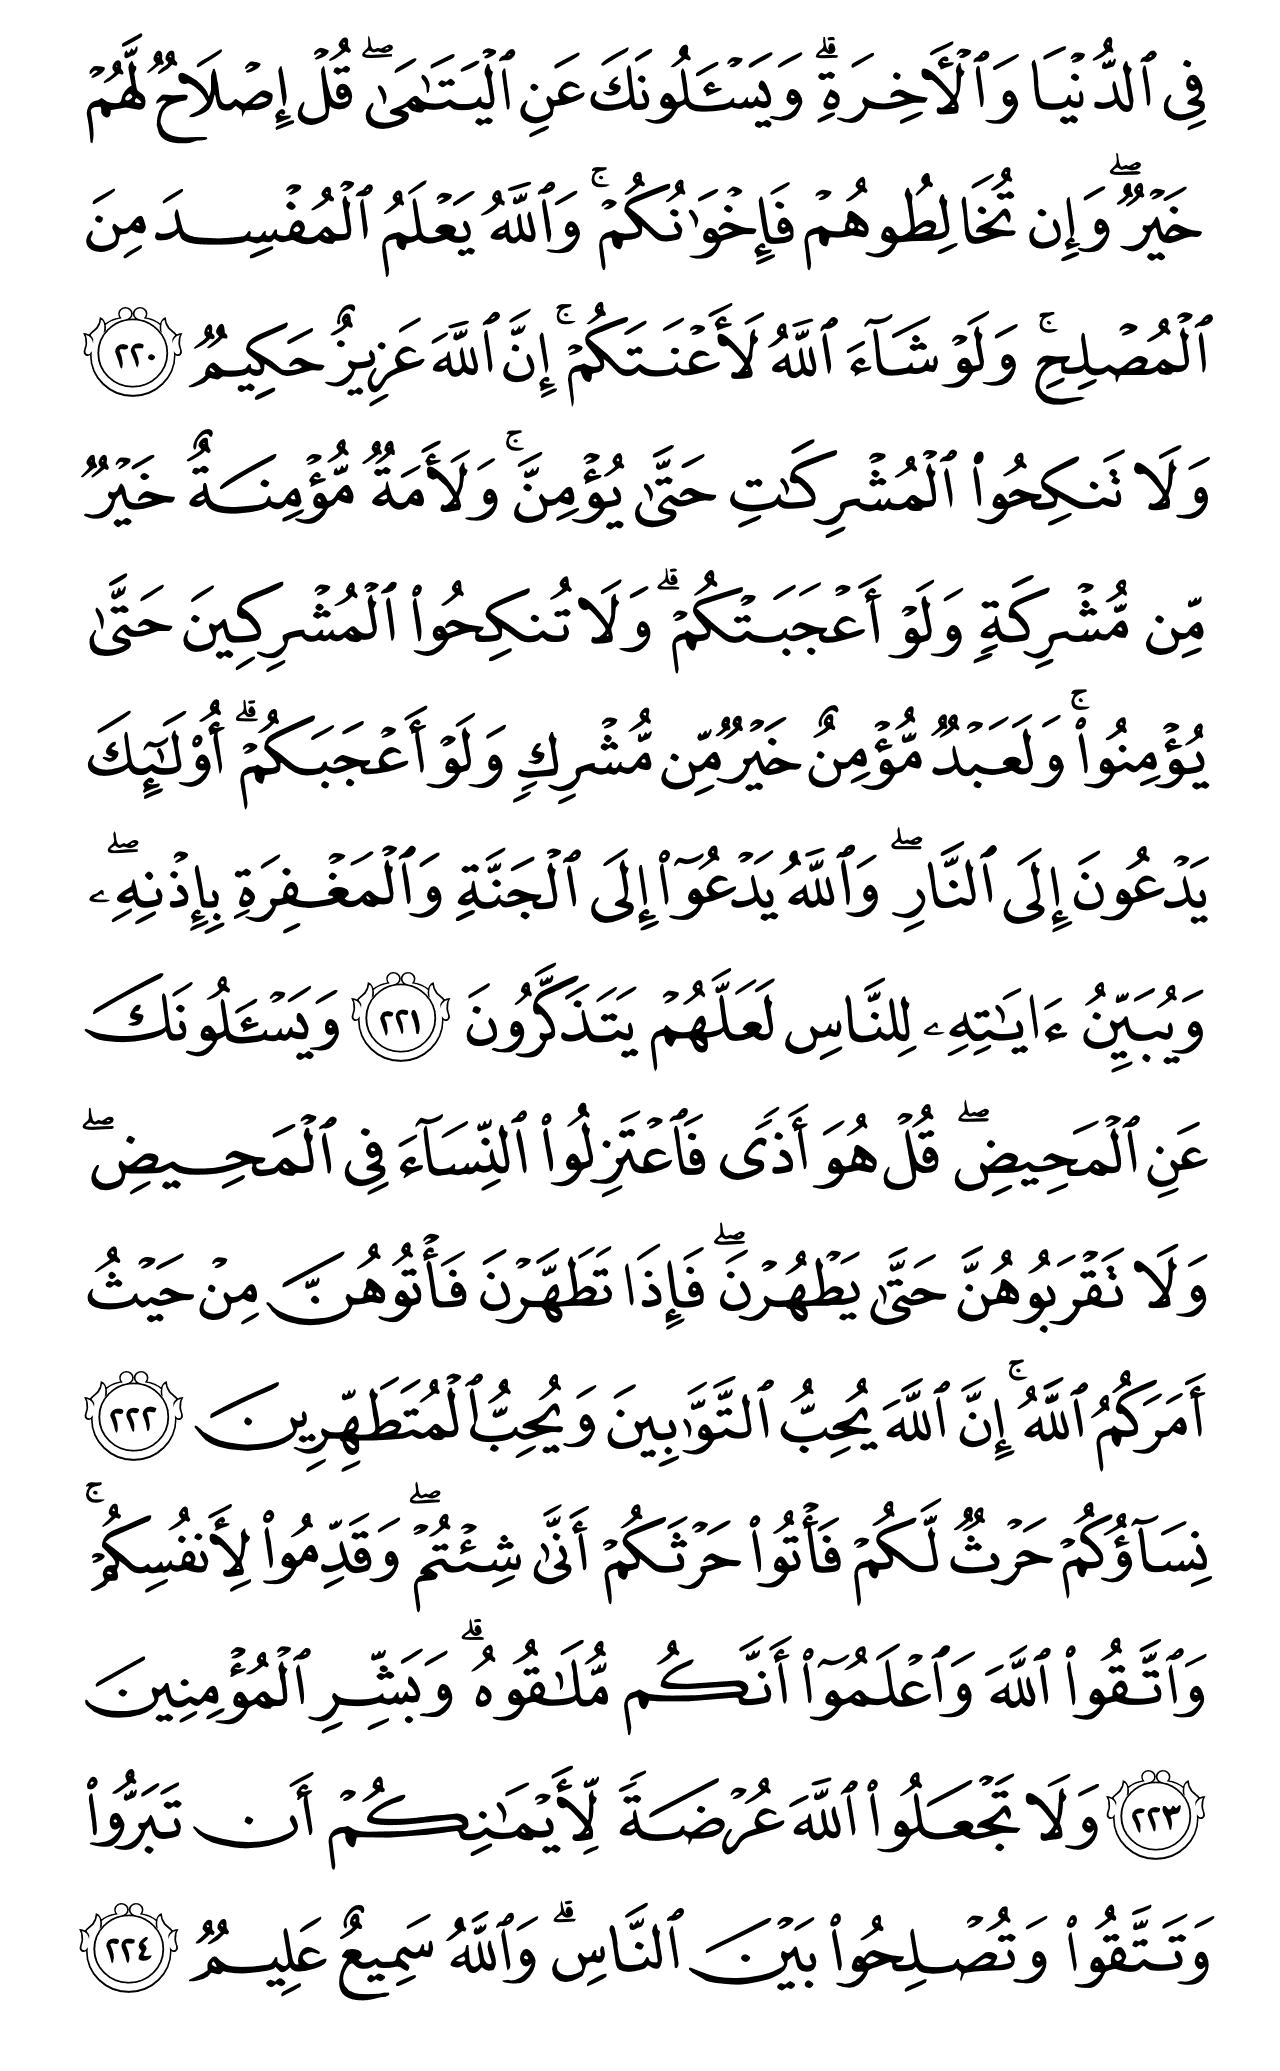 فِي ٱلدُّنۡيَا وَٱلۡأٓخِرَةِۗ وَيَسۡـَٔلُونَكَ عَنِ ٱلۡيَتَٰمَىٰۖ قُلۡ إِصۡلَاحٞ لَّهُمۡ
خَيۡرٞۖ وَإِن تُخَالِطُوهُمۡ فَإِخۡوَٰنُكُمۡۚ وَٱللَّهُ يَعۡلَمُ ٱلۡمُفۡسِدَ مِنَ
ٱلۡمُصۡلِحِۚ وَلَوۡ شَآءَ ٱللَّهُ لَأَعۡنَتَكُمۡۚ إِنَّ ٱللَّهَ عَزِيزٌ حَكِيمٞ ٢٢٠
وَلَا تَنكِحُواْ ٱلۡمُشۡرِكَٰتِ حَتَّىٰ يُؤۡمِنَّۚ وَلَأَمَةٞ مُّؤۡمِنَةٌ خَيۡرٞ
مِّن مُّشۡرِكَةٖ وَلَوۡ أَعۡجَبَتۡكُمۡۗ وَلَا تُنكِحُواْ ٱلۡمُشۡرِكِينَ حَتَّىٰ
يُؤۡمِنُواْۚ وَلَعَبۡدٞ مُّؤۡمِنٌ خَيۡرٞ مِّن مُّشۡرِكٖ وَلَوۡ أَعۡجَبَكُمۡۗ أُوْلَٰٓئِكَ
يَدۡعُونَ إِلَى ٱلنَّارِۖ وَٱللَّهُ يَدۡعُوٓاْ إِلَى ٱلۡجَنَّةِ وَٱلۡمَغۡفِرَةِ بِإِذۡنِهِۦۖ
وَيُبَيِّنُ ءَايَٰتِهِۦ لِلنَّاسِ لَعَلَّهُمۡ يَتَذَكَّرُونَ ٢٢١ وَيَسۡـَٔلُونَكَ
عَنِ ٱلۡمَحِيضِۖ قُلۡ هُوَ أَذٗى فَٱعۡتَزِلُواْ ٱلنِّسَآءَ فِي ٱلۡمَحِيضِۖ
وَلَا تَقۡرَبُوهُنَّ حَتَّىٰ يَطۡهُرۡنَۖ فَإِذَا تَطَهَّرۡنَ فَأۡتُوهُنَّ مِنۡ حَيۡثُ
أَمَرَكُمُ ٱللَّهُۚ إِنَّ ٱللَّهَ يُحِبُّ ٱلتَّوَّٰبِينَ وَيُحِبُّ ٱلۡمُتَطَهِّرِينَ ٢٢٢
نِسَآؤُكُمۡ حَرۡثٞ لَّكُمۡ فَأۡتُواْ حَرۡثَكُمۡ أَنَّىٰ شِئۡتُمۡۖ وَقَدِّمُواْ لِأَنفُسِكُمۡۚ
وَٱتَّقُواْ ٱللَّهَ وَٱعۡلَمُوٓاْ أَنَّكُم مُّلَٰقُوهُۗ وَبَشِّرِ ٱلۡمُؤۡمِنِينَ
٢٢٣ وَلَا تَجۡعَلُواْ ٱللَّهَ عُرۡضَةٗ لِّأَيۡمَٰنِكُمۡ أَن تَبَرُّواْ
وَتَتَّقُواْ وَتُصۡلِحُواْ بَيۡنَ ٱلنَّاسِۚ وَٱللَّهُ سَمِيعٌ عَلِيمٞ ٢٢٤